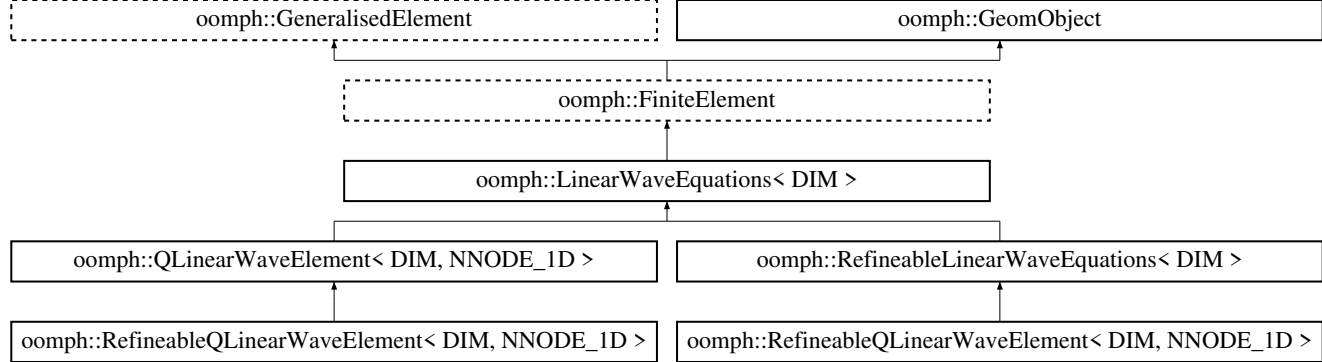 oomph::GeneralisedElement
oomph::GeomObject
oomph::FiniteElement
oomph::LinearWaveEquations< DIM >
oomph::QLinearWaveElement< DIM, NNODE_1D >
oomph::RefineableLinearWaveEquations< DIM >
oomph::RefineableQLinearWaveElement< DIM, NNODE_1D >
oomph::RefineableQLinearWaveElement< DIM, NNODE_1D >